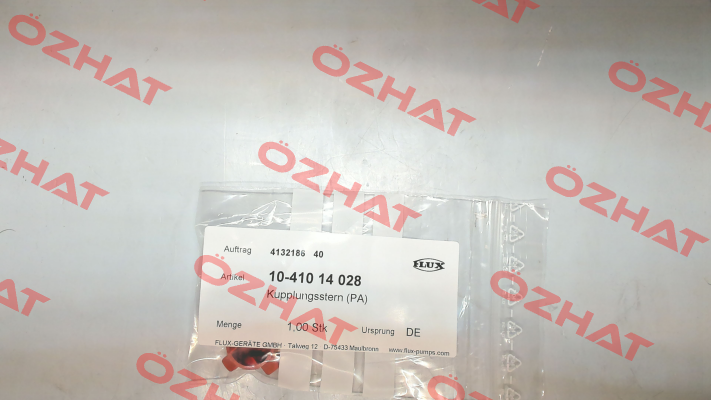 ÖZHAT
ÖZHAT
ÖZHAT
ÖZHAT
ÖZHAT
ÖZHAT
ÖZHAT
ÖZHAT
ÖZHAT
Auftrag 4132186 40
FLUX
Artikel 10-410 14 028
Kupplungsstern (PA)
Menge 1,00 Stk Ursprung DE
FLUX-GERÄTE GMBH · Talweg 12 · D-75433 Maulbronn www.flux-pumps.com